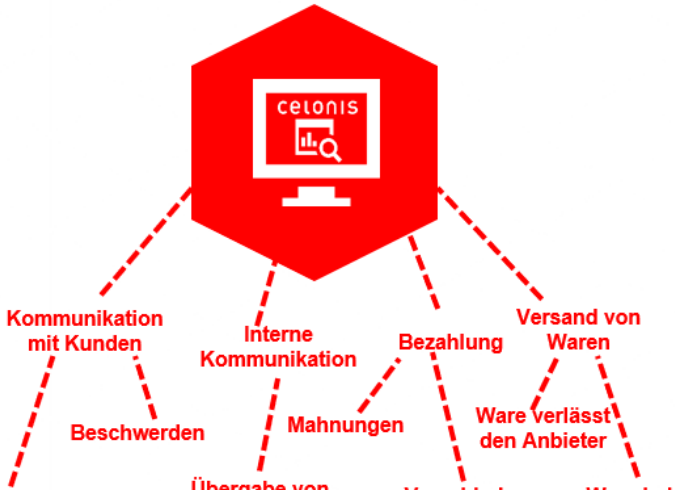 celonis
Kommunikation
mit Kunden
Interne
Kommunikation
Bezahlung
Versand von
Waren
Beschwerden
Mahnungen
Ware verlässt
den Anbieter
Übergabe von